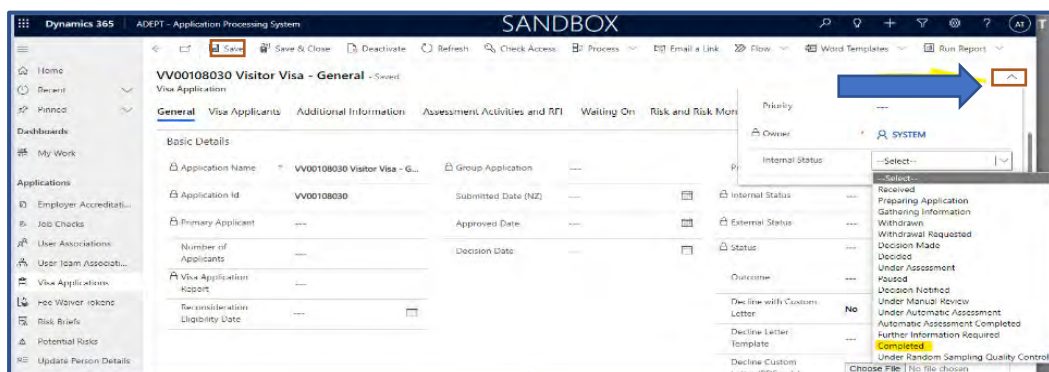 Dynamics 365 ADEPT - Application Processing System SANDBOX AT T
Save Save & Close Deactivate Refresh Check Access Process Email a Link Flow Word Templates Run Report
Home
Recent
Pinned
Dashboards
My Work
Applications
Employer Accreditati...
Job Checks
User Associations
User Team Associati...
Visa Applications
Fee Waiver Tokens
Risk Briefs
Potential Risks
Update Person Details
VV00108030 Visitor Visa - General - Saved
Visa Application
General Visa Applicants Additional Information Assessment Activities and RFI Waiting On Risk and Risk Mon
Basic Details
Application Name * VV00108030 Visitor Visa - G...
Application Id VV00108030
Primary Applicant ---
Number of
Applicants ---
Visa Application
Report ---
Reconsideration
Eligibility Date ---
Group Application ---
Submitted Date (NZ) ---
Approved Date ---
Decision Date ---
Internal Status ---
External Status ---
Status ---
Outcome ---
Decline with Custom
Letter No
Decline Letter
Template ---
Decline Custom
Choose File No file chosen
Priority ---
Owner * SYSTEM
Internal Status --Select--
--Select--
Received
Preparing Application
Gathering Information
Withdrawn
Withdrawal Requested
Decision Made
Decided
Under Assessment
Paused
Decision Notified
Under Manual Review
Under Automatic Assessment
Automatic Assessment Completed
Further Information Required
Completed
Under Random Sampling Quality Control